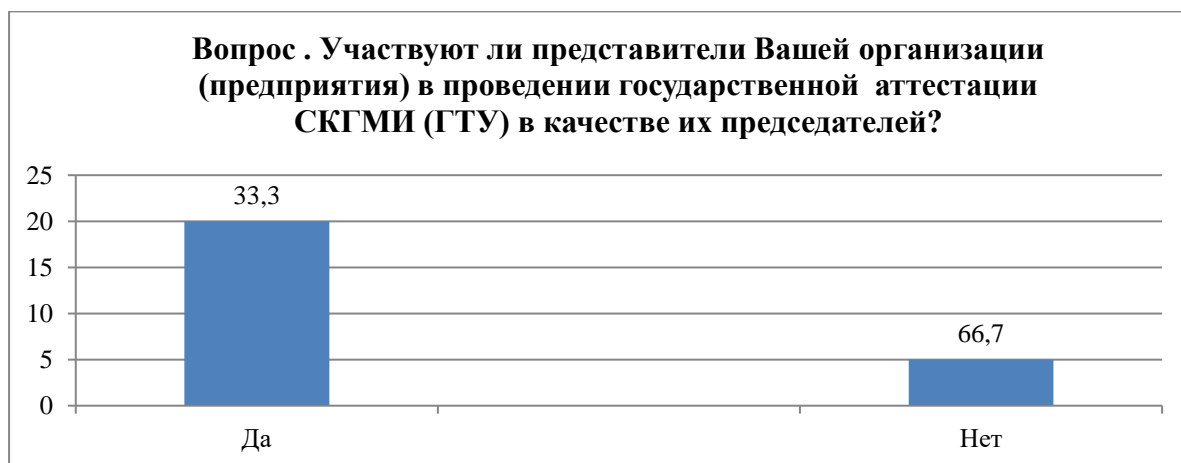 Вопрос . Участвуют ли представители Вашей организации
(предприятия) в проведении государственной аттестации
СКГМИ (ГТУ) в качестве их председателей?
25
20
15
10
5
0
33,3
66,7
Да
Нет